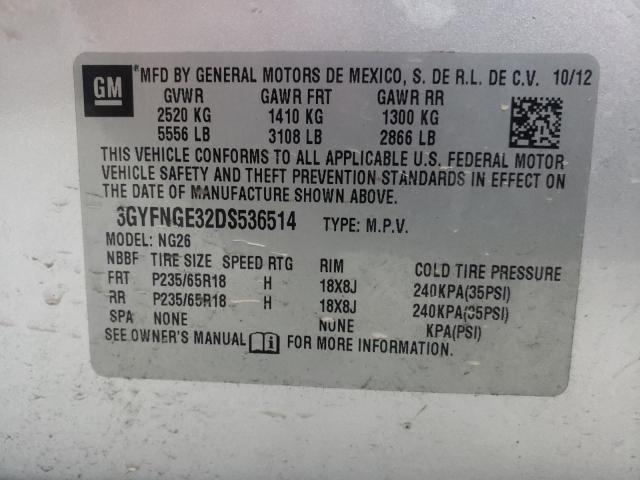 GM
*MFD BY GENERAL MOTORS DE MEXICO, S. DE R.L. DE C.V. 10/12
GVWR GAWR FRT GAWR RR
2520 KG 1410 KG 1300 KG
5556 LB 3108 LB 2866 LB
THIS VEHICLE CONFORMS TO ALL APPLICABLE U.S. FEDERAL MOTOR
VEHICLE SAFETY AND THEFT PREVENTION STANDARDS IN EFFECT ON
THE DATE OF MANUFACTURE SHOWN ABOVE.
3GYFNGE32DS536514 TYPE: M.P.V.
MODEL: NG26
NBBF TIRE SIZE SPEED RTG RIM COLD TIRE PRESSURE
FRT P235/65R18 H 18X8J 240KPA(35PSI)
RR P235/65R18 H 18X8J 240KPA(35PSI)
SPA NONE NONE KPA(PSI)
SEE OWNER'S MANUAL i FOR MORE INFORMATION.